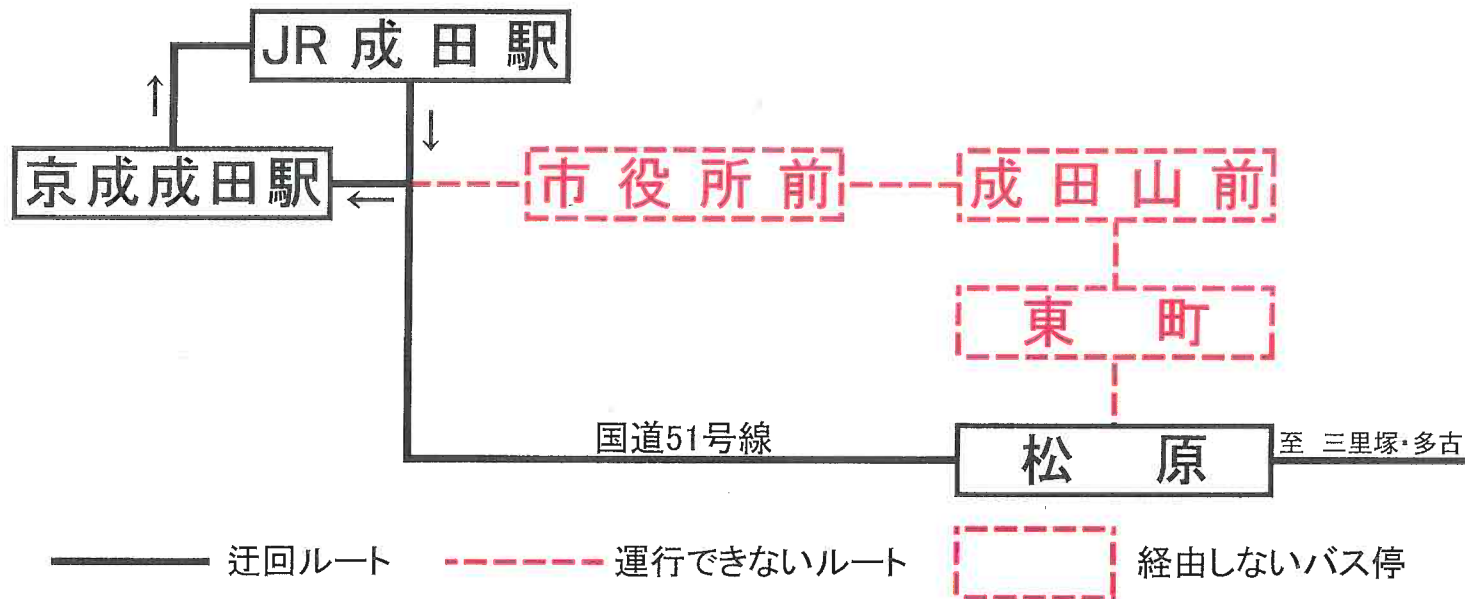 JR成田駅
↑
↓
京成成田駅
市役所前
成田山前
←
東町
国道51号線
松原
至 三里塚・多古
迂回ルート
運行できないルート
経由しないバス停